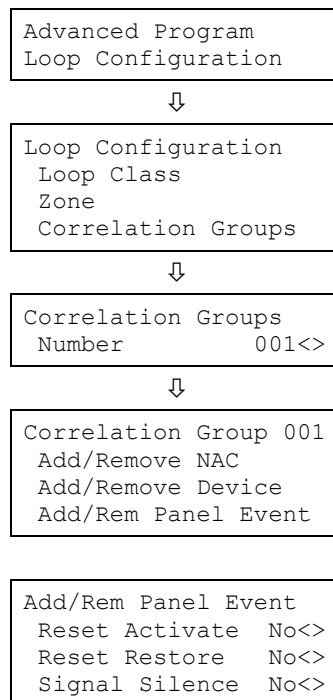 Advanced Program
Loop Configuration
⇩
Loop Configuration
Loop Class
Zone
Correlation Groups
⇩
Correlation Groups
Number 001<>
⇩
Correlation Group 001
Add/Remove NAC
Add/Remove Device
Add/Rem Panel Event
Add/Rem Panel Event
Reset Activate No<>
Reset Restore No<>
Signal Silence No<>